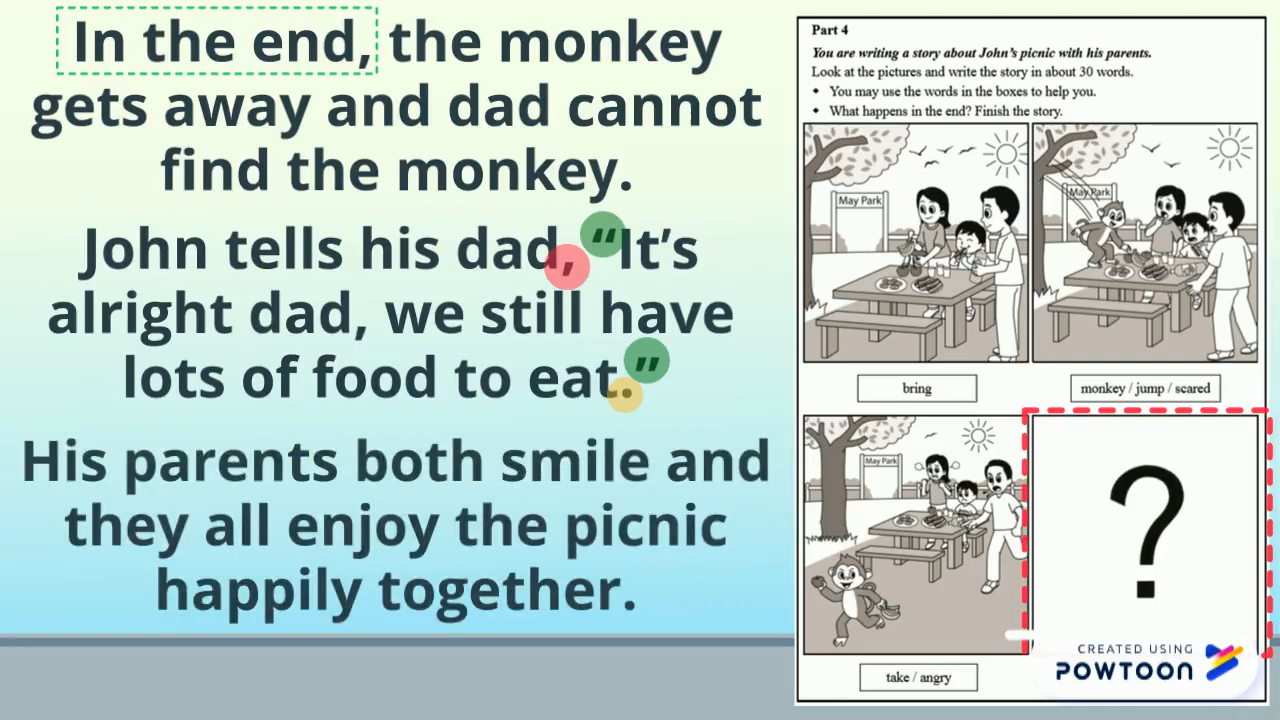 In the end, the monkey
gets away and dad cannot
find the monkey.
John tells his dad, “It’s
alright dad, we still have
lots of food to eat.”
His parents both smile and
they all enjoy the picnic
happily together.
Part 4
You are writing a story about John’s picnic with his parents.
Look at the pictures and write the story in about 30 words.
• You may use the words in the boxes to help you.
• What happens in the end? Finish the story.
May Park
May Park
bring
monkey / jump / scared
May Park
?
take / angry
CREATED USING
POWTOON